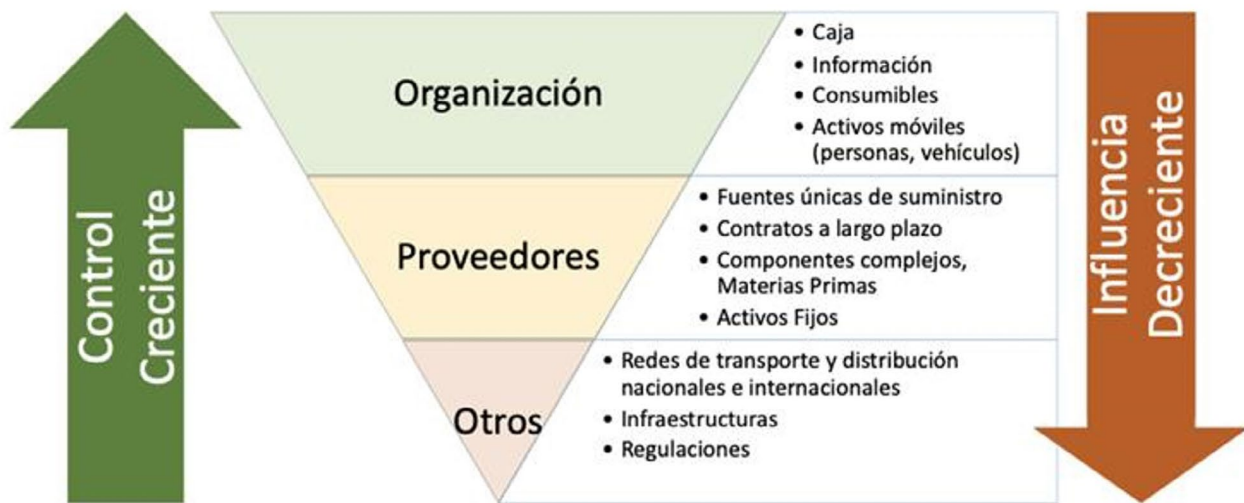 Control
Creciente
Organización
• Caja
• Información
• Consumibles
• Activos móviles
(personas, vehículos)
Proveedores
• Fuentes únicas de suministro
• Contratos a largo plazo
• Componentes complejos,
Materias Primas
• Activos Fijos
Otros
• Redes de transporte y distribución
nacionales e internacionales
• Infraestructuras
• Regulaciones
Influencia
Decreciente